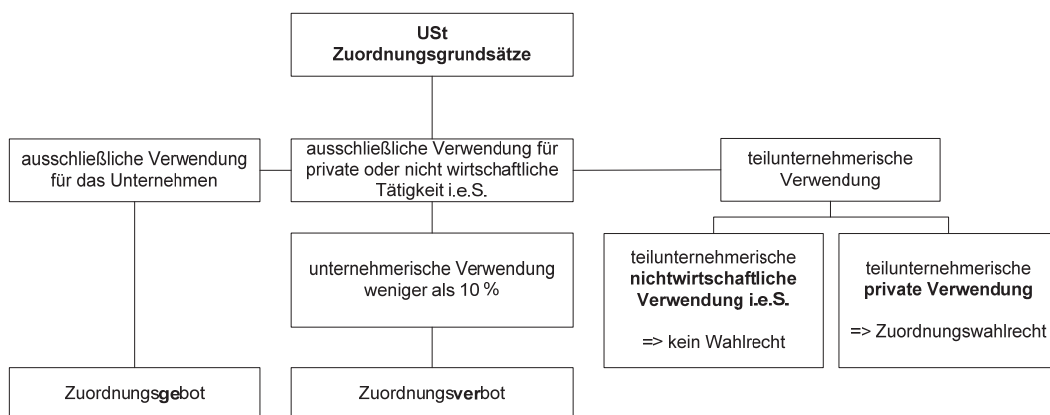 USt
Zuordnungsgrundsätze
ausschließliche Verwendung
für das Unternehmen
ausschließliche Verwendung für
private oder nicht wirtschaftliche
Tätigkeit i.e.S.
teilunternehmerische
Verwendung
unternehmerische Verwendung
weniger als 10 %
teilunternehmerische
nichtwirtschaftliche
Verwendung i.e.S.
=> kein Wahlrecht
teilunternehmerische
private Verwendung
=> Zuordnungswahlrecht
Zuordnungsgebot
Zuordnungsverbot